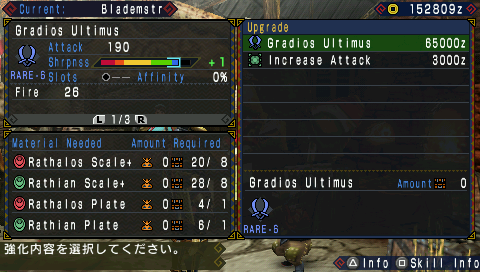 Current: Blademstr
152809z
Gradios Ultimus
Attack 190
Shrpnss +1
RARE-6 Slots ●-- Affinity 0%
Fire 26
L 1/3 R
Upgrade
Gradios Ultimus 65000z
Increase Attack 3000z
Material Needed Amount Required
Rathalos Scale+ 0 20/ 8
Rathian Scale+ 0 28/ 8
Rathalos Plate 0 4/ 1
Rathian Plate 0 6/ 1
Gradios Ultimus Amount 0
RARE-6
強化内容を選択してください。
Info Skill Info